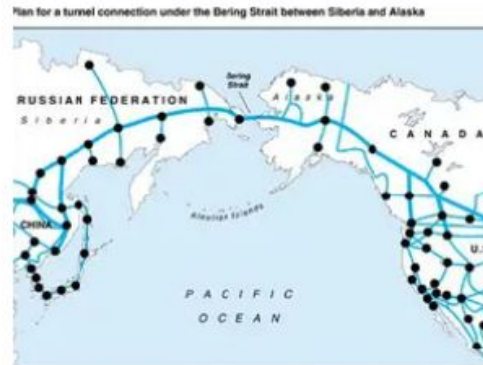 Plan for a tunnel connection under the Bering Strait between Siberia and Alaska
Bering
Strait
Alaska
RUSSIAN FEDERATION
Siberia
CANADA
Aleutian Islands
CHINA
U.S
PACIFIC
OCEAN